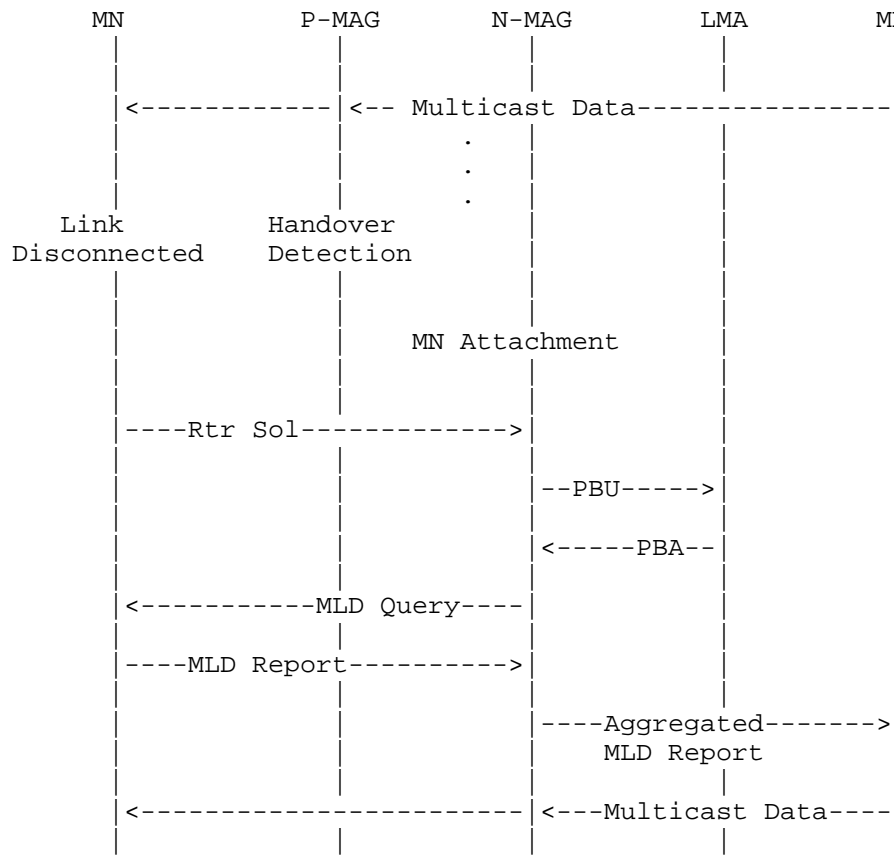 MN P-MAG N-MAG LMA M
<------------ <-- Multicast Data----------------
.
.
.
Link Handover
Disconnected Detection
MN Attachment
----Rtr Sol------------->
--PBU----->
<-----PBA--
<-----------MLD Query----
----MLD Report---------->
----Aggregated------->
MLD Report
<------------------------ <---Multicast Data----